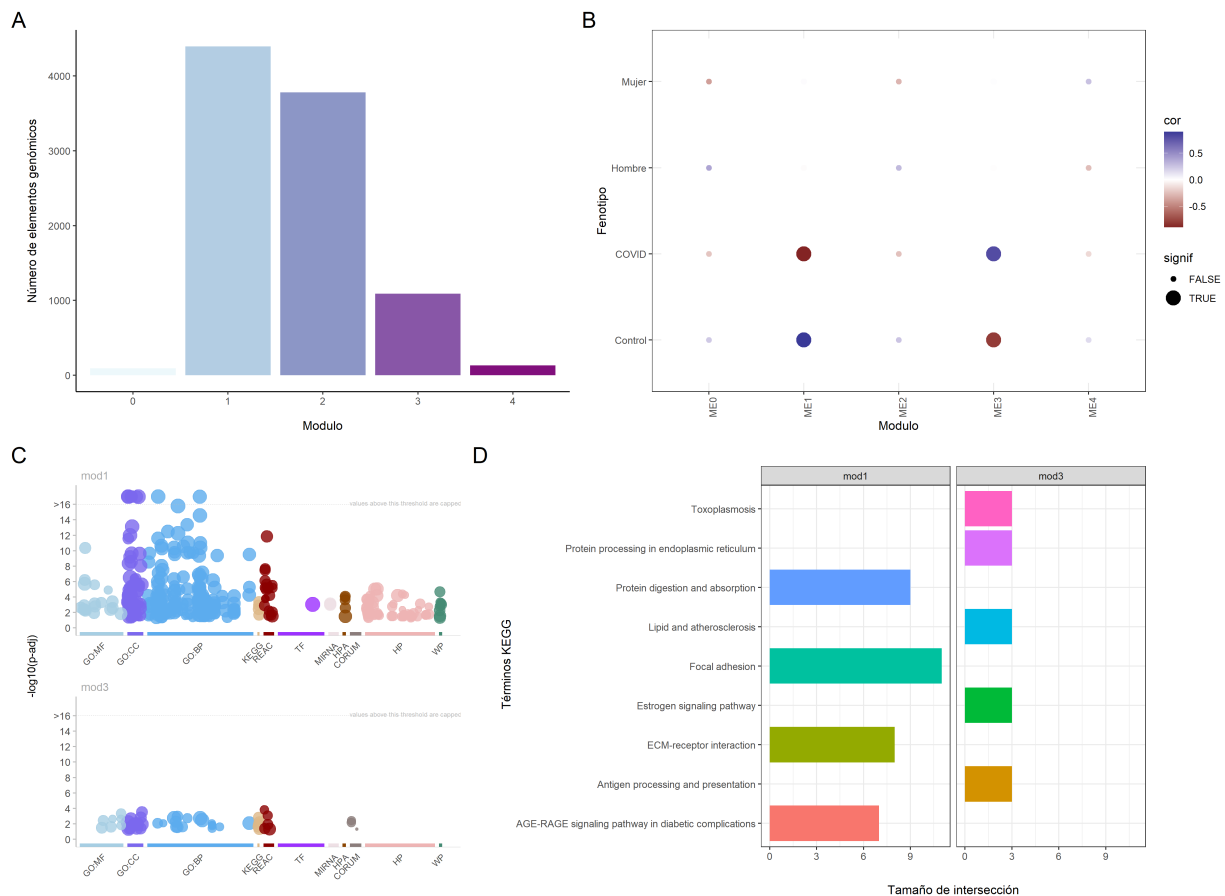 A
Número de elementos genómicos
4000
3000
2000
1000
0
0 1 2 3 4
Modulo
B
Fenotipo
Mujer
Hombre
COVID
Control
ME0 ME1 ME2 ME3 ME4
Modulo
cor
0.5
0.0
-0.5
signif
FALSE
TRUE
C
-log10(p-adj)
mod1
values above this threshold are capped
>16
14
12
10
8
6
4
2
0
GO:MF GO:CC GO:BP KEGG REAC TF MIRNA HPA CORUM HP WP
mod3
values above this threshold are capped
>16
16
14
12
10
8
6
4
2
0
GO:MF GO:CC GO:BP KEGG REAC TF MIRNA HPA CORUM HP WP
D
mod1 mod3
Términos KEGG
Toxoplasmosis
Protein processing in endoplasmic reticulum
Protein digestion and absorption
Lipid and atherosclerosis
Focal adhesion
Estrogen signaling pathway
ECM-receptor interaction
Antigen processing and presentation
AGE-RAGE signaling pathway in diabetic complications
0 3 6 9 0 3 6 9
Tamaño de intersección